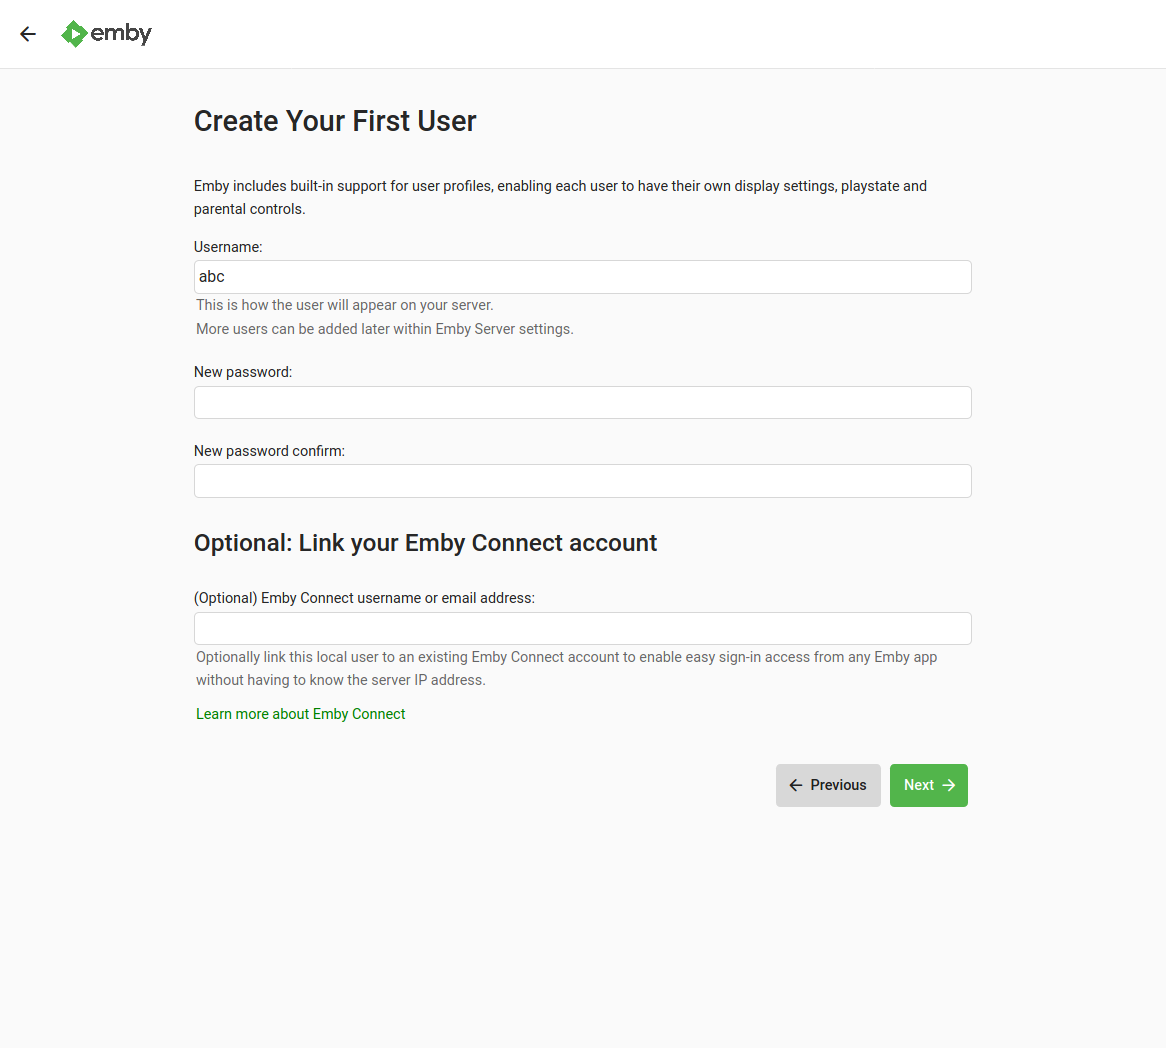 emby
Create Your First User
Emby includes built-in support for user profiles, enabling each user to have their own display settings, playstate and
parental controls.
Username:
abc
This is how the user will appear on your server.
More users can be added later within Emby Server settings.
New password:
New password confirm:
Optional: Link your Emby Connect account
(Optional) Emby Connect username or email address:
Optionally link this local user to an existing Emby Connect account to enable easy sign-in access from any Emby app
without having to know the server IP address.
Learn more about Emby Connect
Previous
Next